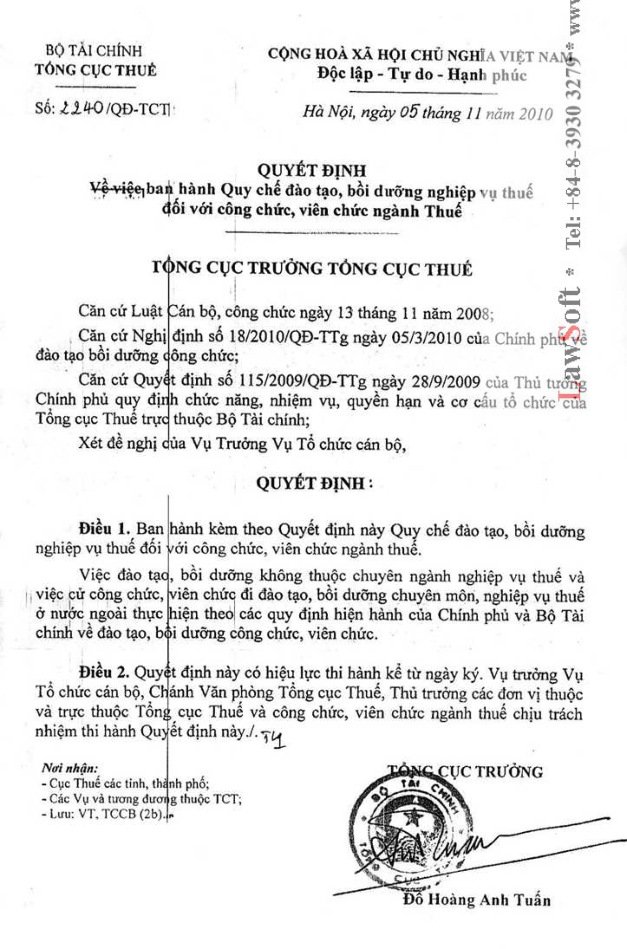 BỘ TÀI CHÍNH
TỔNG CỤC THUẾ
Số: 2240/QĐ-TCT
CỘNG HOÀ XÃ HỘI CHỦ NGHĨA VIỆT NAM
Độc lập - Tự do - Hạnh phúc
Hà Nội, ngày 05 tháng 11 năm 2010
QUYẾT ĐỊNH
Về việc ban hành Quy chế đào tạo, bồi dưỡng nghiệp vụ thuế
đối với công chức, viên chức ngành Thuế
TỔNG CỤC TRƯỞNG TỔNG CỤC THUẾ
Căn cứ Luật Cán bộ, công chức ngày 13 tháng 11 năm 2008;
Căn cứ Nghị định số 18/2010/QĐ-TTg ngày 05/3/2010 của Chính phủ về
đào tạo bồi dưỡng công chức;
Căn cứ Quyết định số 115/2009/QĐ-TTg ngày 28/9/2009 của Thủ tướng
Chính phủ quy định chức năng, nhiệm vụ, quyền hạn và cơ cấu tổ chức của
Tổng cục Thuế trực thuộc Bộ Tài chính;
Xét đề nghị của Vụ Trưởng Vụ Tổ chức cán bộ,
QUYẾT ĐỊNH :
Điều 1. Ban hành kèm theo Quyết định này Quy chế đào tạo, bồi dưỡng
nghiệp vụ thuế đối với công chức, viên chức ngành thuế.
Việc đào tạo, bồi dưỡng không thuộc chuyên ngành nghiệp vụ thuế và
việc cử công chức, viên chức đi đào tạo, bồi dưỡng chuyên môn, nghiệp vụ thuế
ở nước ngoài thực hiện theo các quy định hiện hành của Chính phủ và Bộ Tài
chính về đào tạo, bồi dưỡng công chức, viên chức.
Điều 2. Quyết định này có hiệu lực thi hành kể từ ngày ký. Vụ trưởng Vụ
Tổ chức cán bộ, Chánh Văn phòng Tổng cục Thuế, Thủ trưởng các đơn vị thuộc
và trực thuộc Tổng cục Thuế và công chức, viên chức ngành thuế chịu trách
nhiệm thi hành Quyết định này./.
Nơi nhận:
- Cục Thuế các tỉnh, thành phố;
- Các Vụ và tương đương thuộc TCT;
- Lưu: VT, TCCB (2b).
TỔNG CỤC TRƯỞNG
BỘ TÀI CHÍNH
TỔNG CỤC
Đỗ Hoàng Anh Tuấn
LawSoft * Tel: +84-8-3930 3279 * www